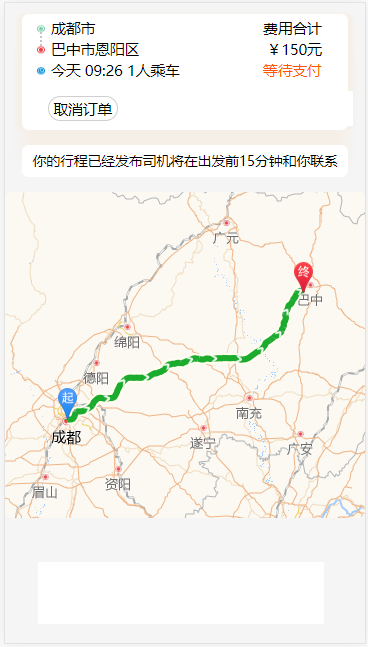 成都市 费用合计
巴中市恩阳区 ￥150元
今天 09:26 1人乘车 等待支付
取消订单
你的行程已经发布司机将在出发前15分钟和你联系
广元
终
巴中
绵阳
德阳
起
南充
成都
遂宁
广安
资阳
眉山